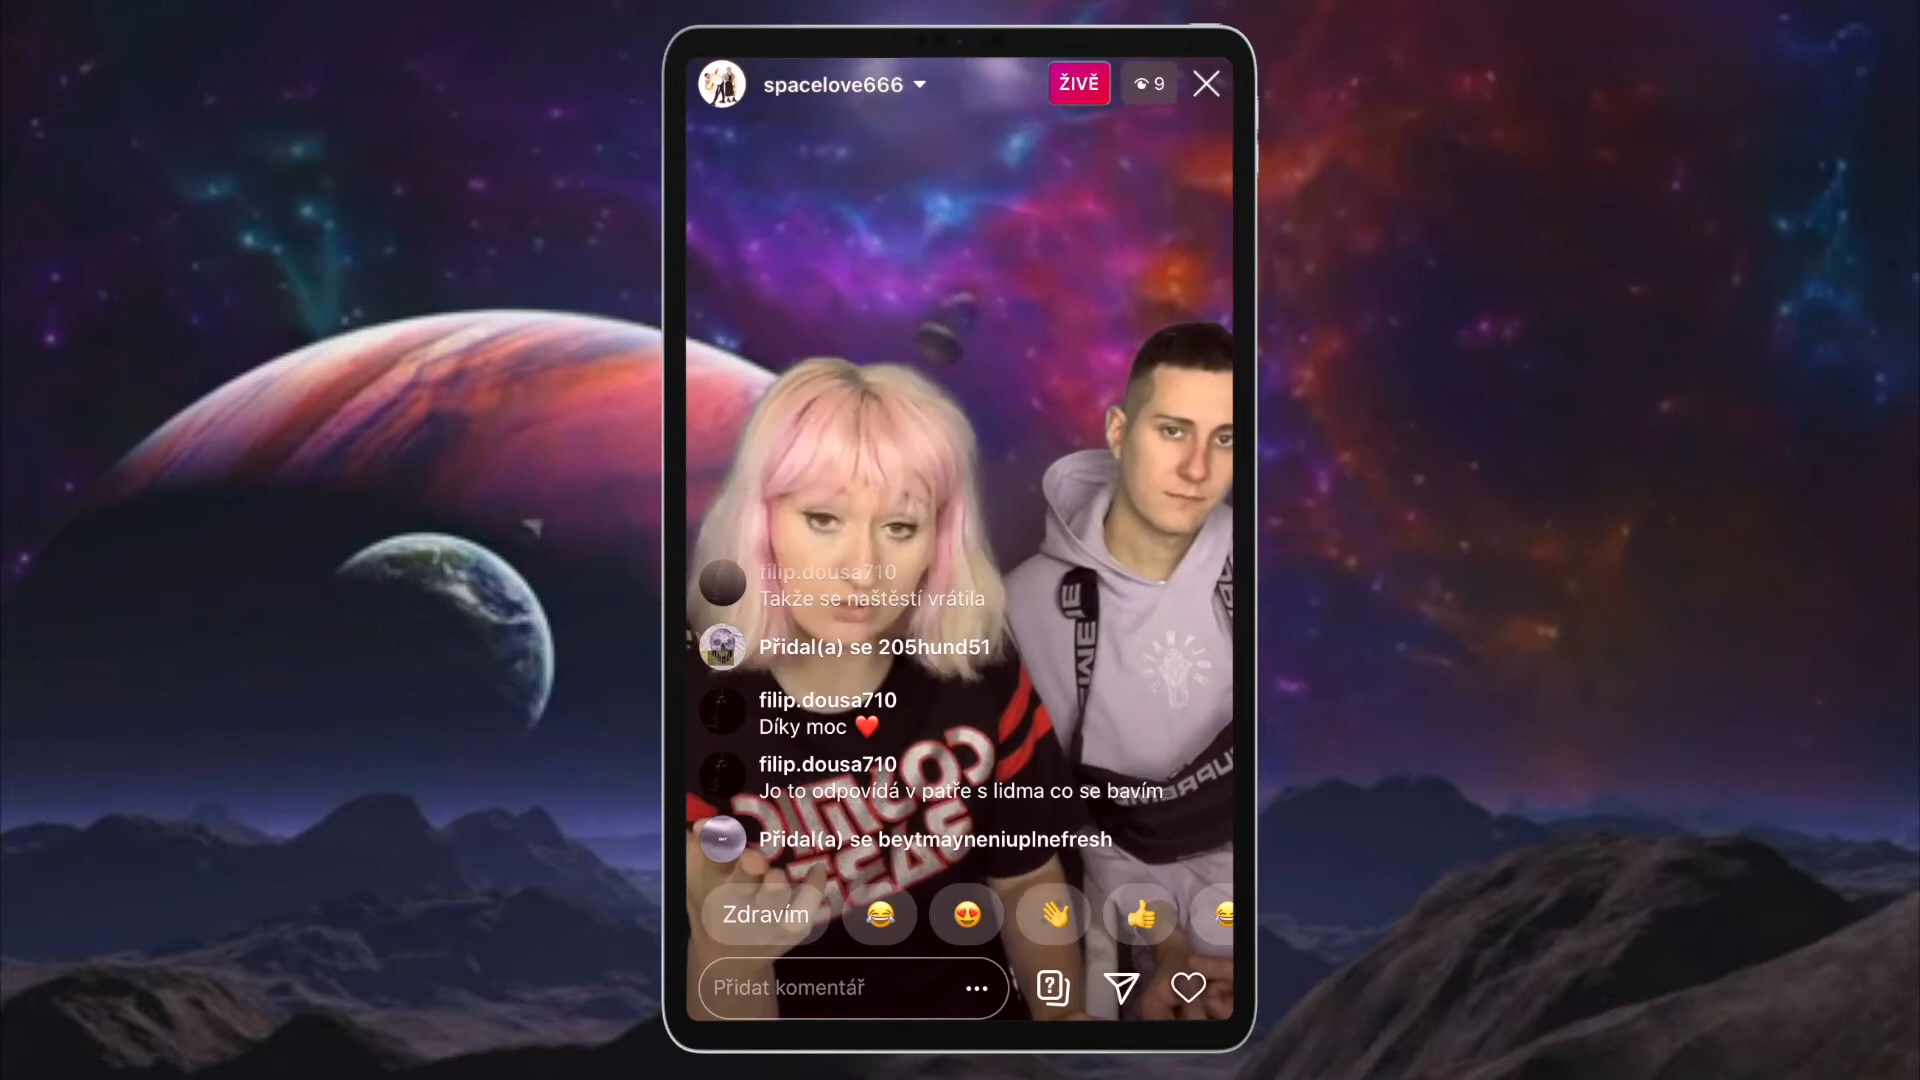 spacelove666
ŽIVĚ
9
filip.dousa710
Takže se naštěstí vrátila
Přidal(a) se 205hund51
filip.dousa710
Díky moc ❤️
filip.dousa710
Jo to odpovídá v patře s lidma co se bavím
Přidal(a) se beytmayneniuplnefresh
COMME
Zdravím 😂 😍 👋 👍 😂
Přidat komentář